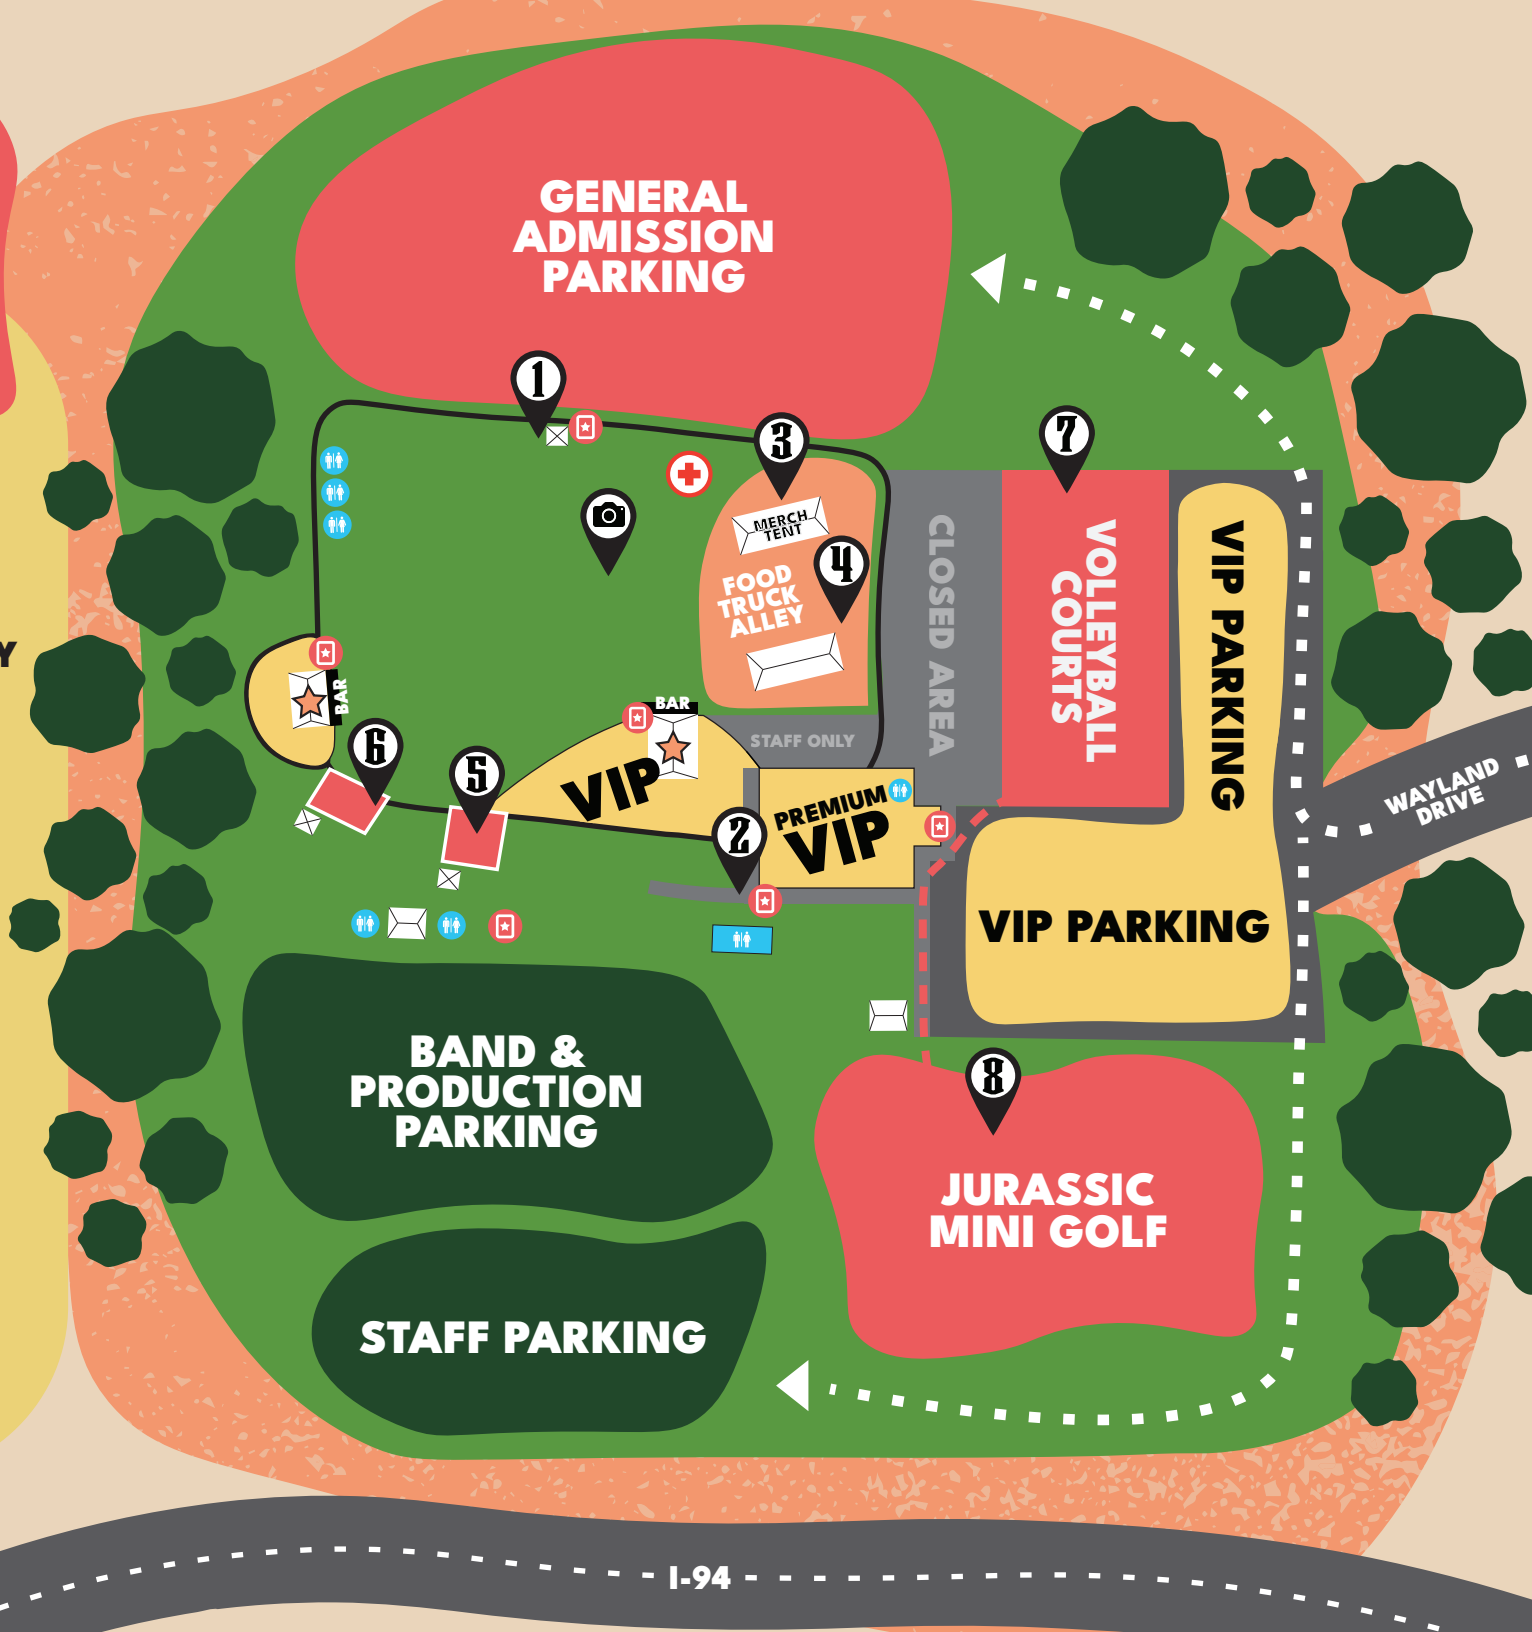 GENERAL
ADMISSION
PARKING
1
3
7
MERCH
TENT
4
FOOD
TRUCK
ALLEY
CLOSED AREA
VOLLEYBALL
COURTS
VIP PARKING
Y
BAR
BAR
6
5
VIP
STAFF ONLY
2
PREMIUM
VIP
WAYLAND
DRIVE
VIP PARKING
BAND &
PRODUCTION
PARKING
8
JURASSIC
MINI GOLF
STAFF PARKING
I-94